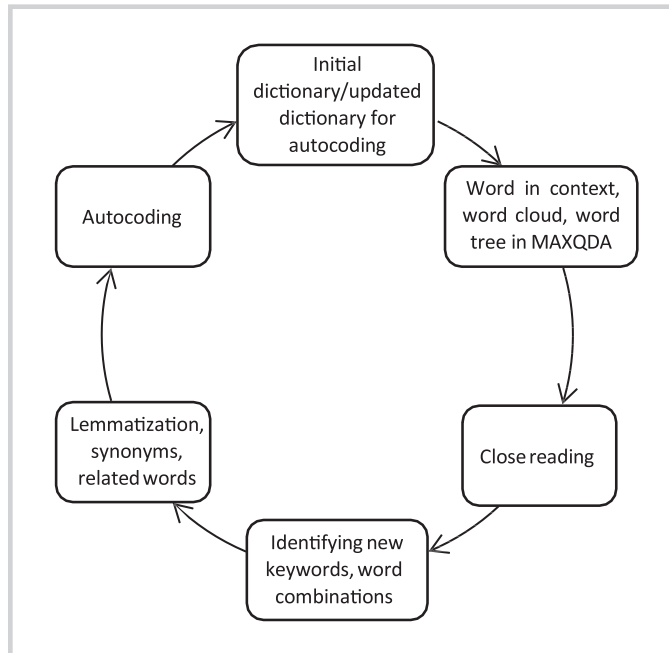 Initial
dictionary/updated
dictionary for
autocoding
Word in context,
word cloud, word
tree in MAXQDA
Close reading
Identifying new
keywords, word
combinations
Lemmatization,
synonyms,
related words
Autocoding